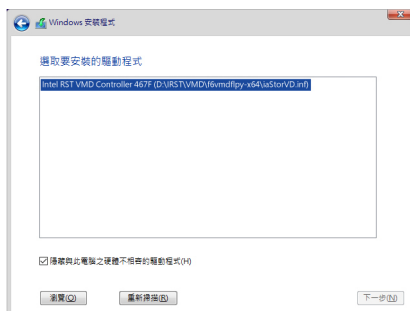 Windows 安裝程式
選取要安裝的驅動程式
Intel RST VMD Controller 467F (D:\IRST\VMD\f6vmdflpy-x64\iaStorVD.inf)
隱藏與此電腦之硬體不相容的驅動程式(H)
瀏覽(O) 重新掃描(R) 下一步(N)